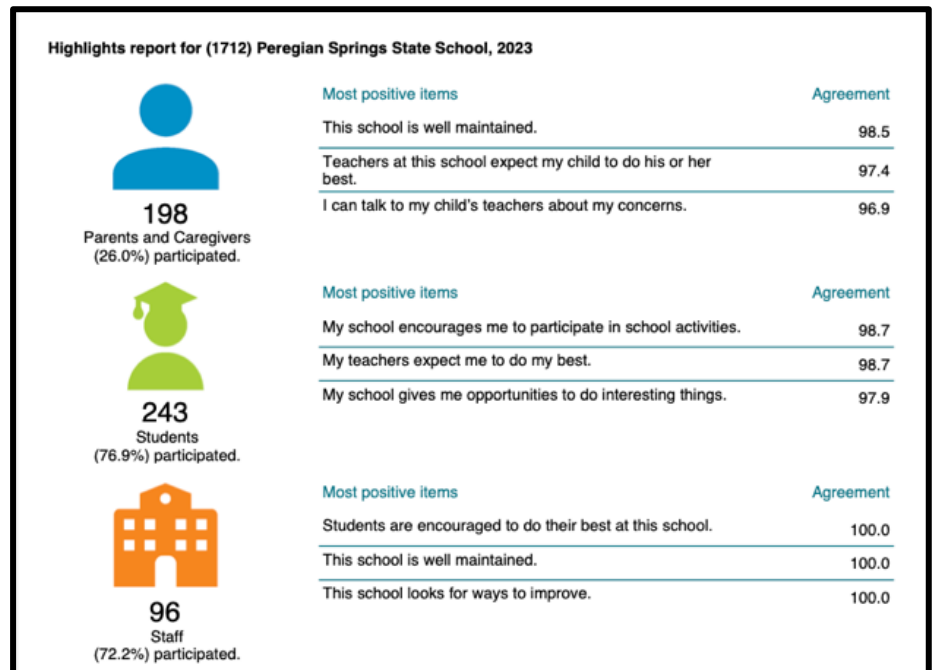 Highlights report for (1712) Peregian Springs State School, 2023
Most positive items Agreement
This school is well maintained. 98.5
Teachers at this school expect my child to do his or her
best. 97.4
I can talk to my child's teachers about my concerns. 96.9
198
Parents and Caregivers
(26.0%) participated.
Most positive items Agreement
My school encourages me to participate in school activities. 98.7
My teachers expect me to do my best. 98.7
My school gives me opportunities to do interesting things. 97.9
243
Students
(76.9%) participated.
Most positive items Agreement
Students are encouraged to do their best at this school. 100.0
This school is well maintained. 100.0
This school looks for ways to improve. 100.0
96
Staff
(72.2%) participated.